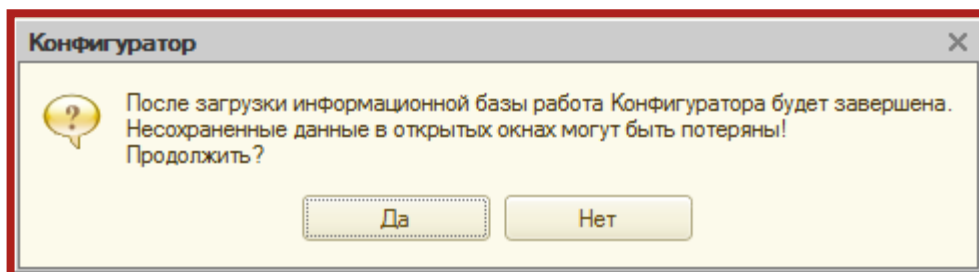 Конфигуратор
После загрузки информационной базы работа Конфигуратора будет завершена.
Несохраненные данные в открытых окнах могут быть потеряны!
Продолжить?
Да
Нет